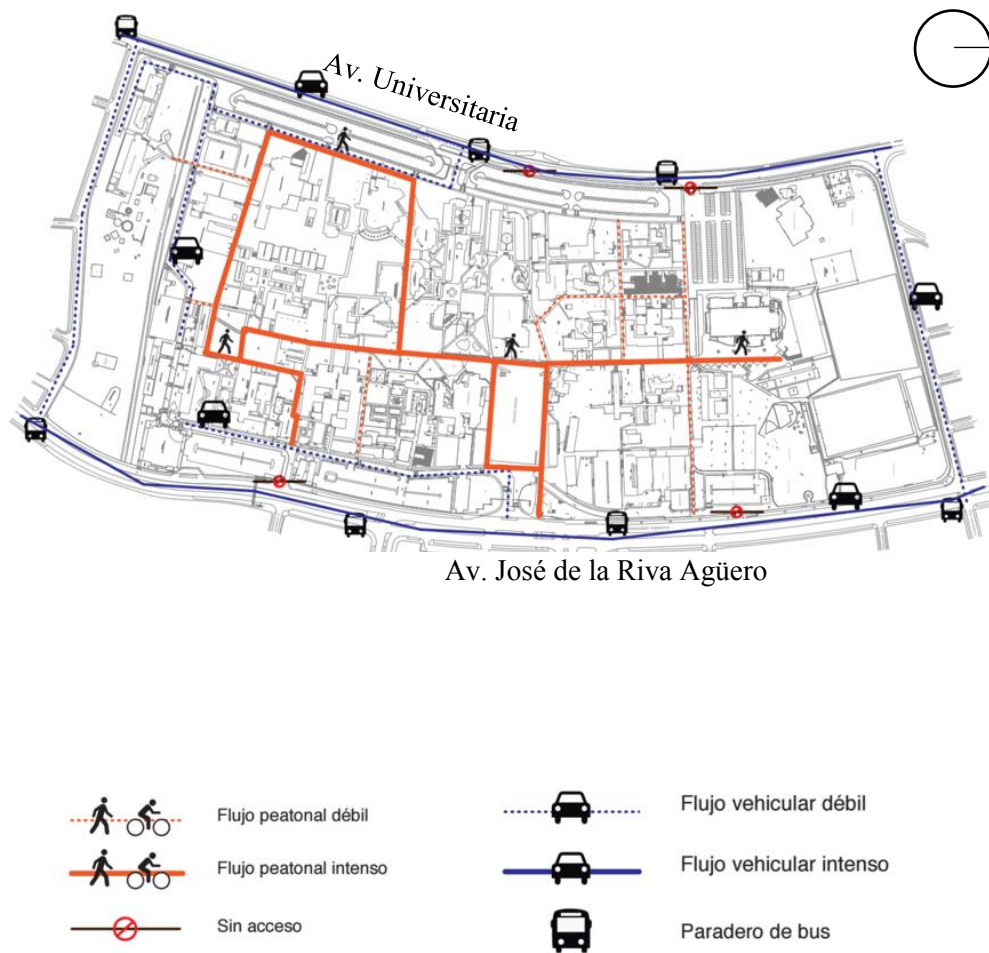 Av. Universitaria
Av. José de la Riva Agüero
Flujo peatonal débil
Flujo vehicular débil
Flujo peatonal intenso
Flujo vehicular intenso
Sin acceso
Paradero de bus